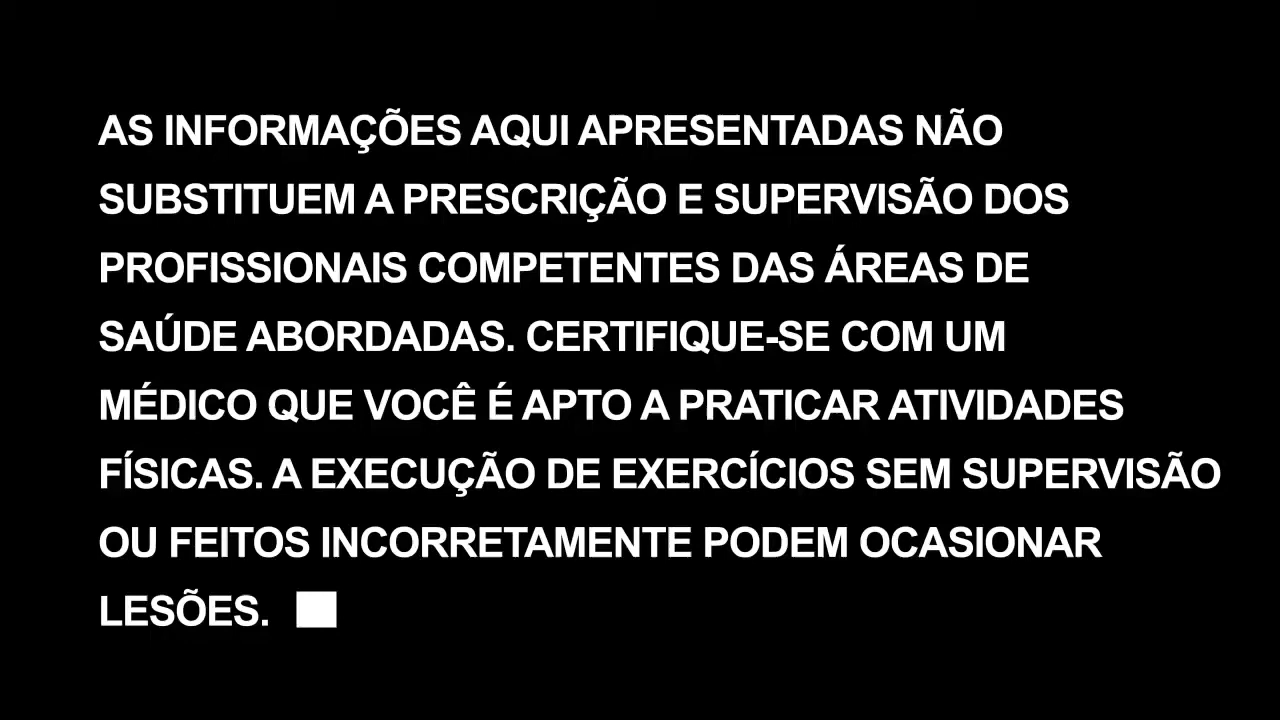 AS INFORMAÇÕES AQUI APRESENTADAS NÃO
SUBSTITUEM A PRESCRIÇÃO E SUPERVISÃO DOS
PROFISSIONAIS COMPETENTES DAS ÁREAS DE
SAÚDE ABORDADAS. CERTIFIQUE-SE COM UM
MÉDICO QUE VOCÊ É APTO A PRATICAR ATIVIDADES
FÍSICAS. A EXECUÇÃO DE EXERCÍCIOS SEM SUPERVISÃO
OU FEITOS INCORRETAMENTE PODEM OCASIONAR
LESÕES.